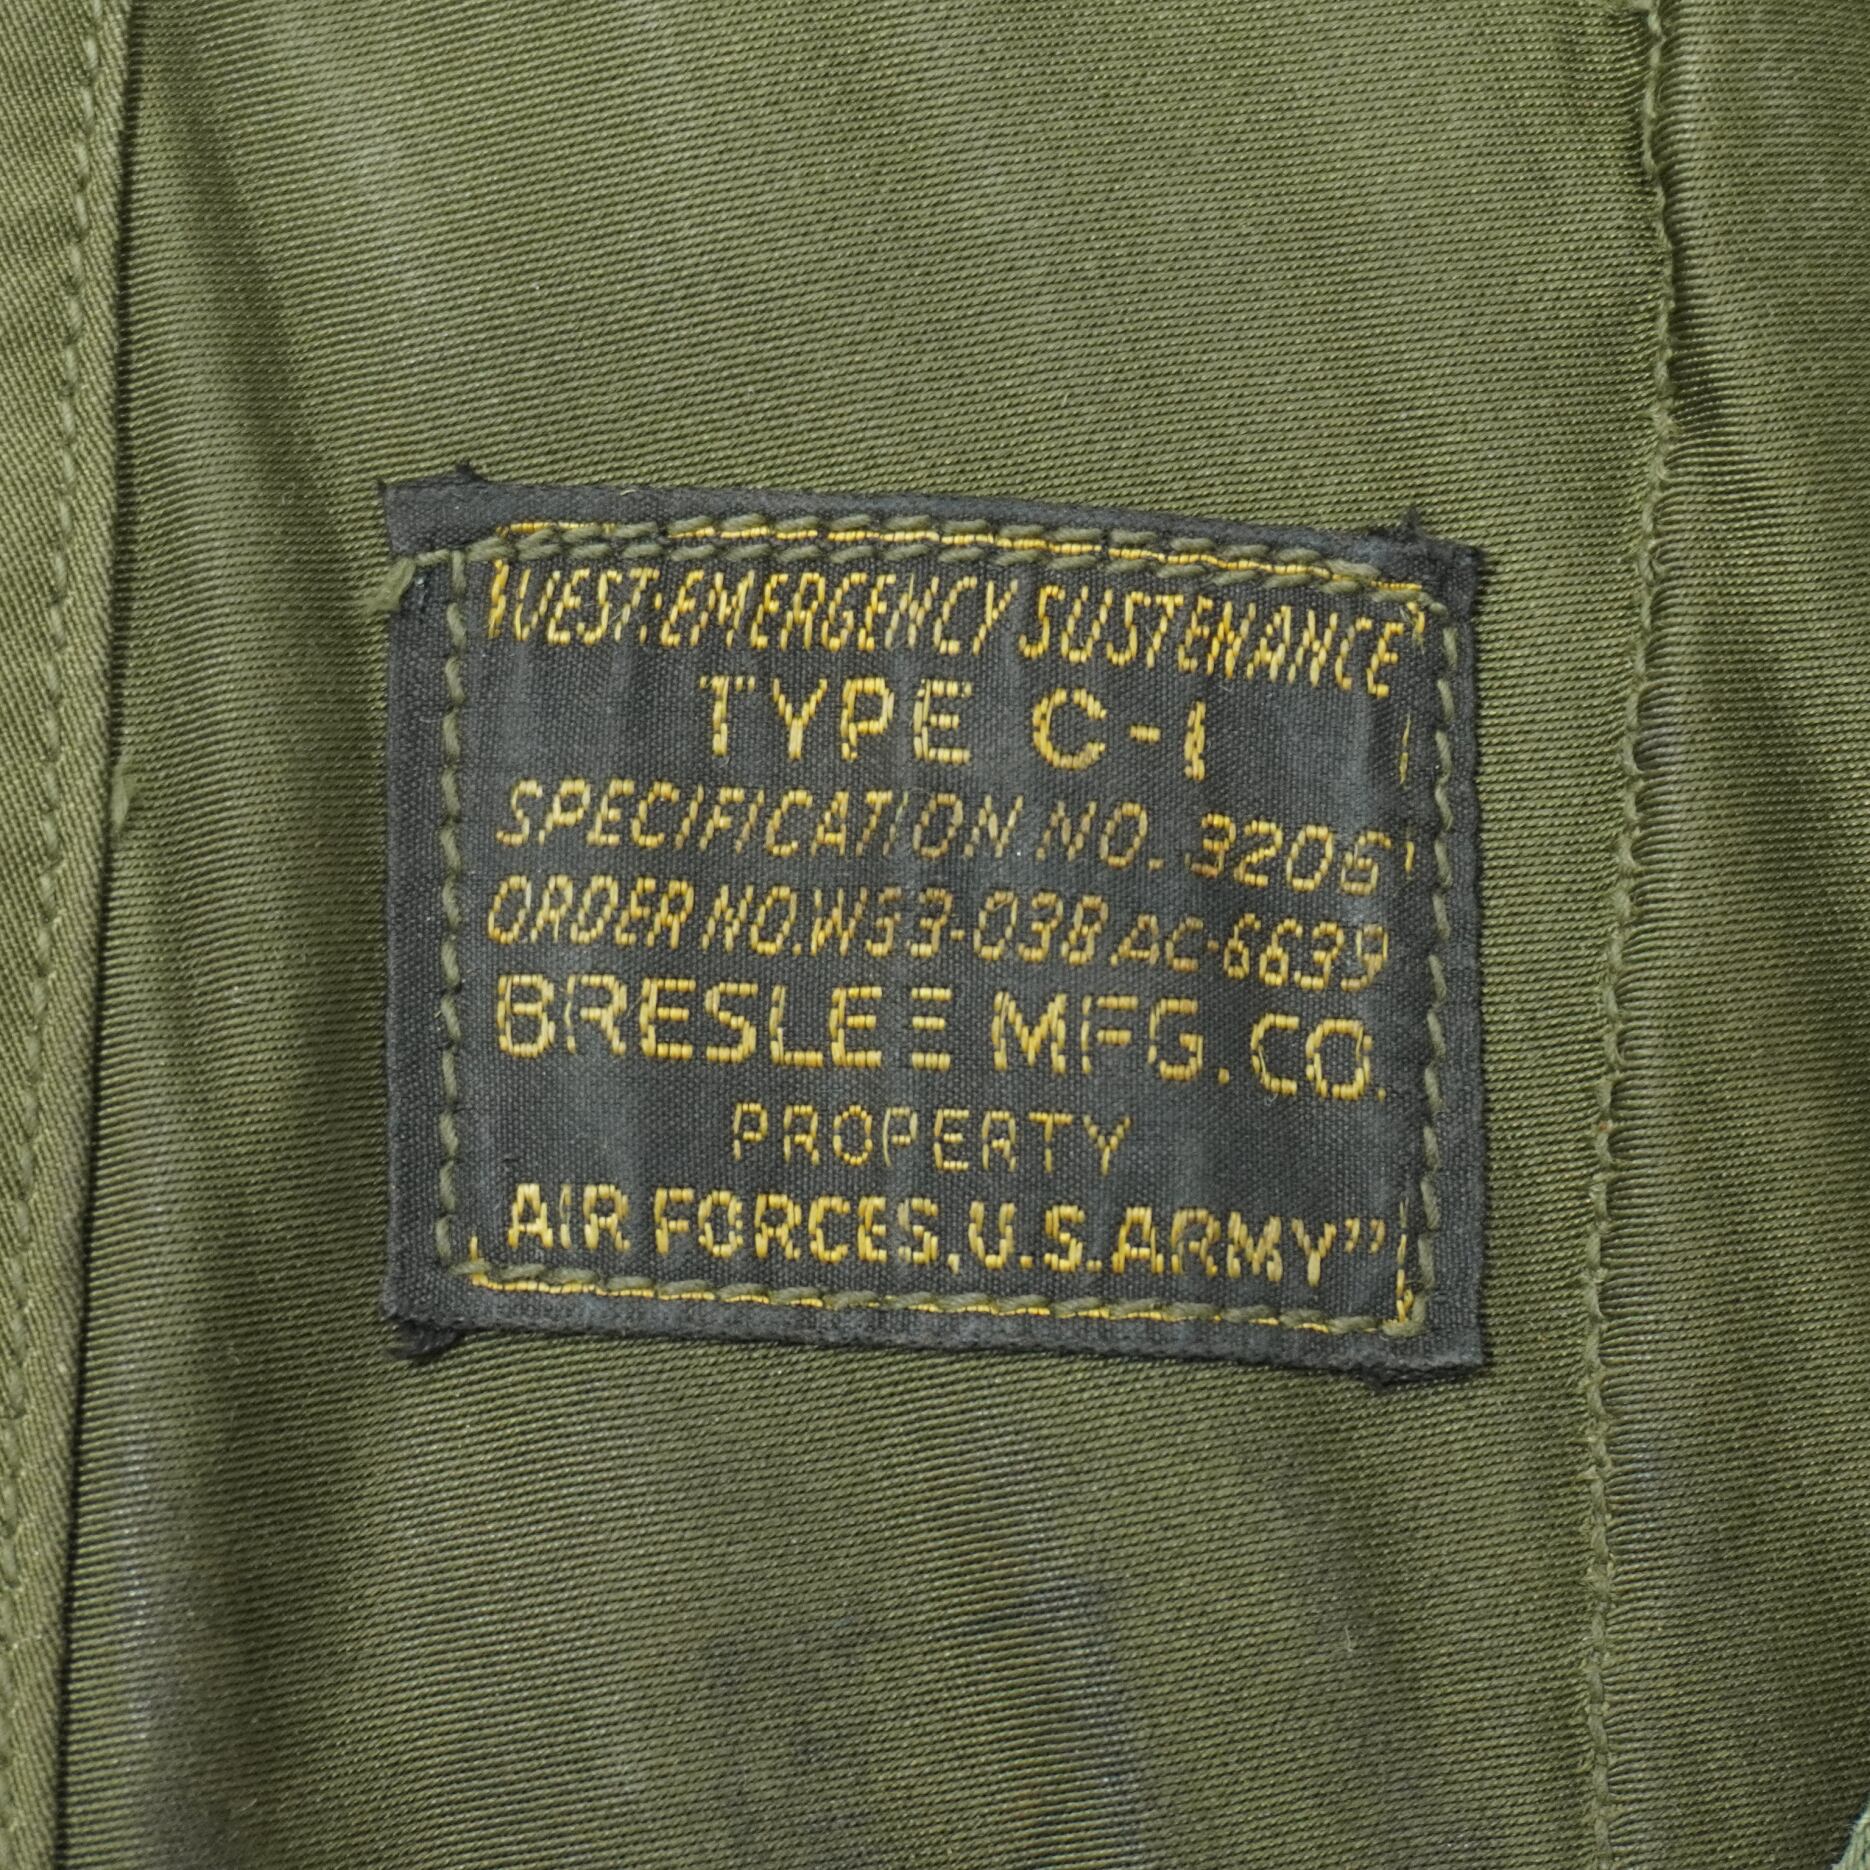 VEST:EMERGENCY SUSTENANCE
TYPE C-1
SPECIFICATION NO. 3206
ORDER NO.W33-038 AC-6639
BRESLEE MFG.CO.
PROPERTY
AIR FORCES,U.S.ARMY”